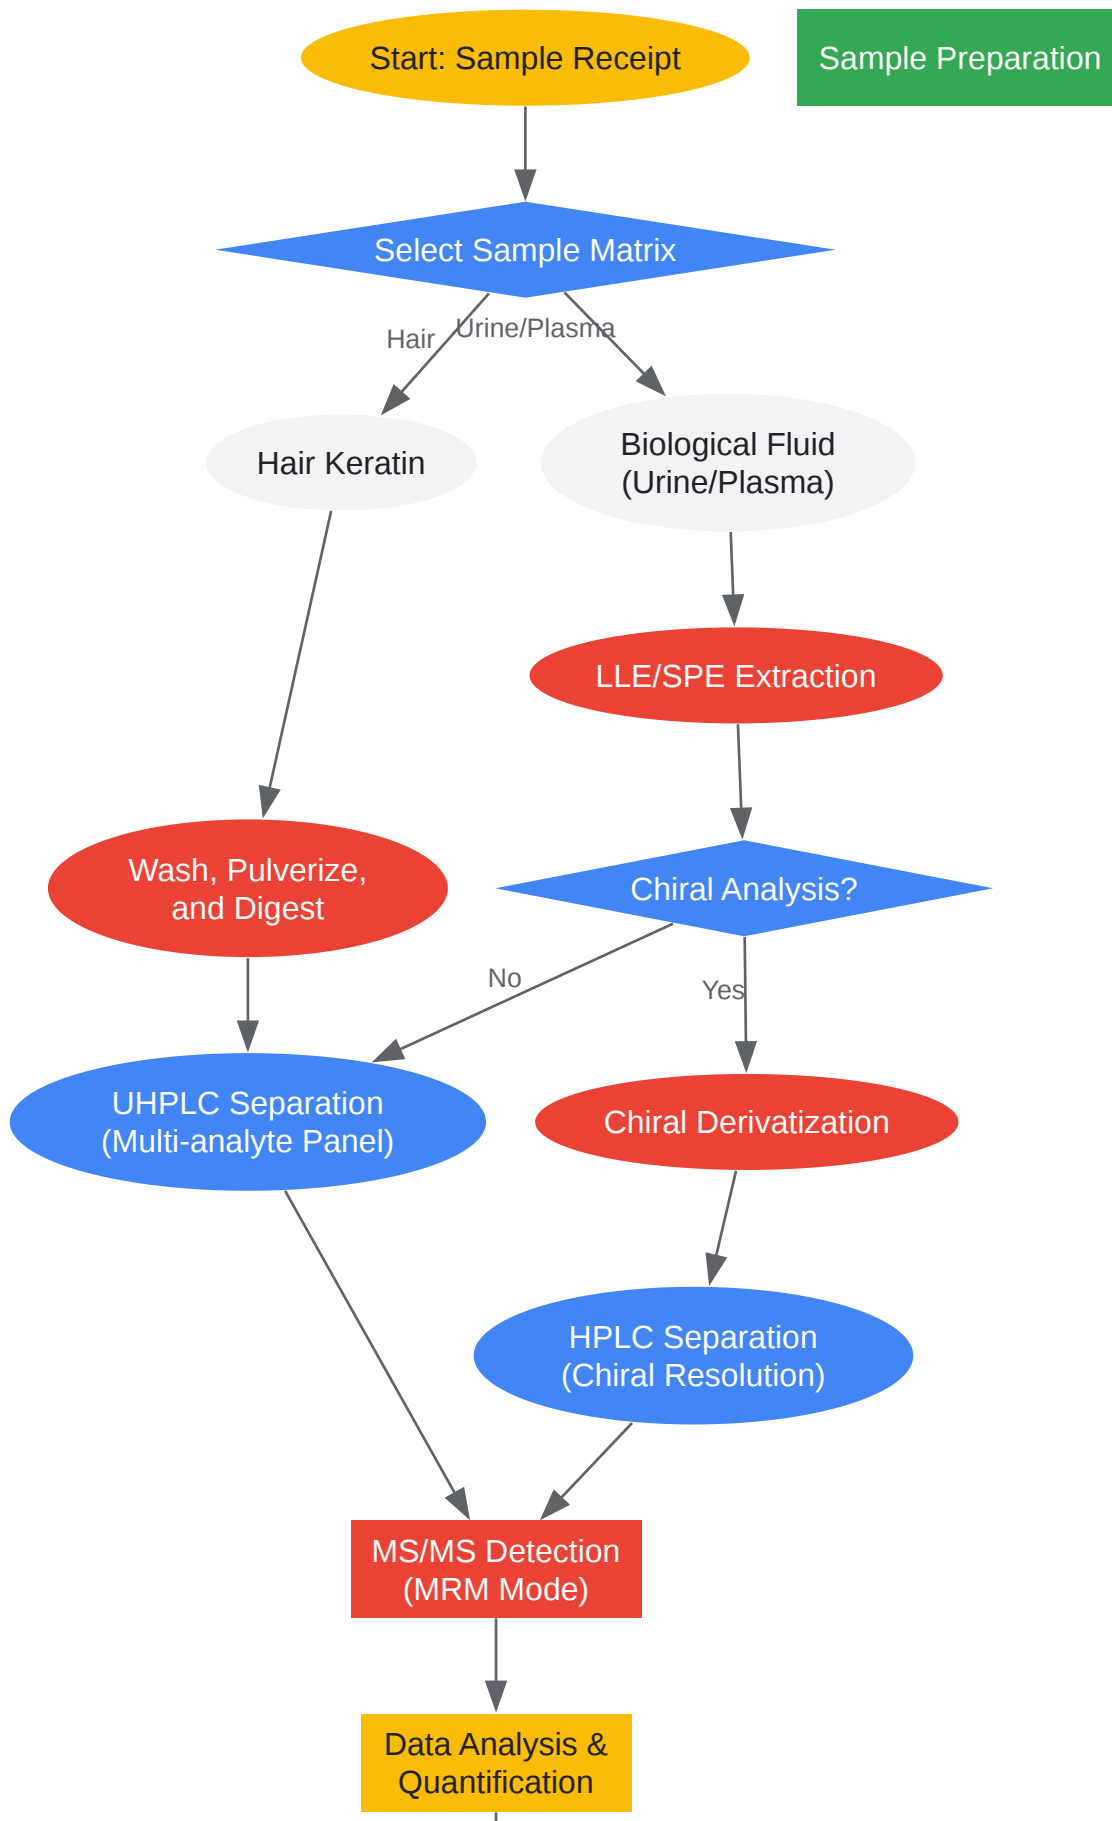 Start: Sample Receipt
Sample Preparation
Select Sample Matrix
Hair
Urine/Plasma
Hair Keratin
Biological Fluid
(Urine/Plasma)
LLE/SPE Extraction
Wash, Pulverize,
and Digest
Chiral Analysis?
No
Yes
UHPLC Separation
(Multi-analyte Panel)
Chiral Derivatization
HPLC Separation
(Chiral Resolution)
MS/MS Detection
(MRM Mode)
Data Analysis &
Quantification